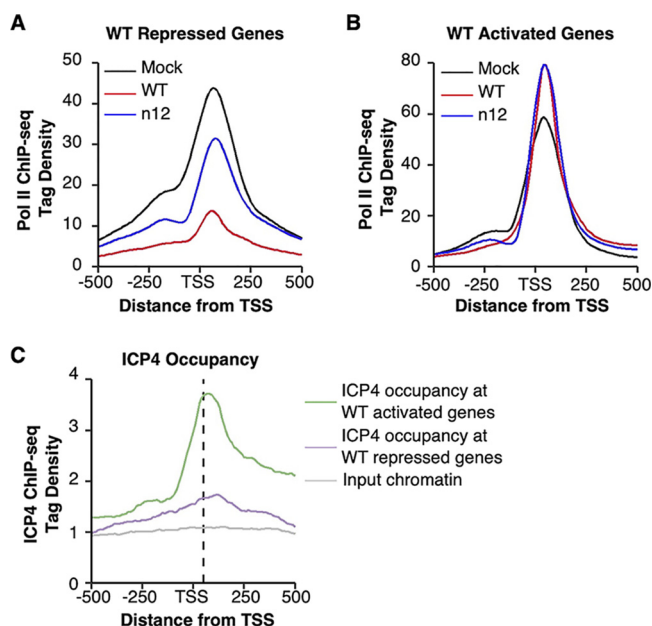 A
WT Repressed Genes
Pol II ChIP-seq
Tag Density
50
40
30
20
10
0
Mock
WT
n12
-500
-250
TSS
250
500
Distance from TSS
B
WT Activated Genes
Pol II ChIP-seq
Tag Density
80
60
40
20
0
Mock
WT
n12
-500
-250
TSS
250
500
Distance from TSS
C
ICP4 Occupancy
ICP4 ChIP-seq
Tag Density
4
3
2
1
0
-500
-250
TSS
250
500
Distance from TSS
ICP4 occupancy at
WT activated genes
ICP4 occupancy at
WT repressed genes
Input chromatin